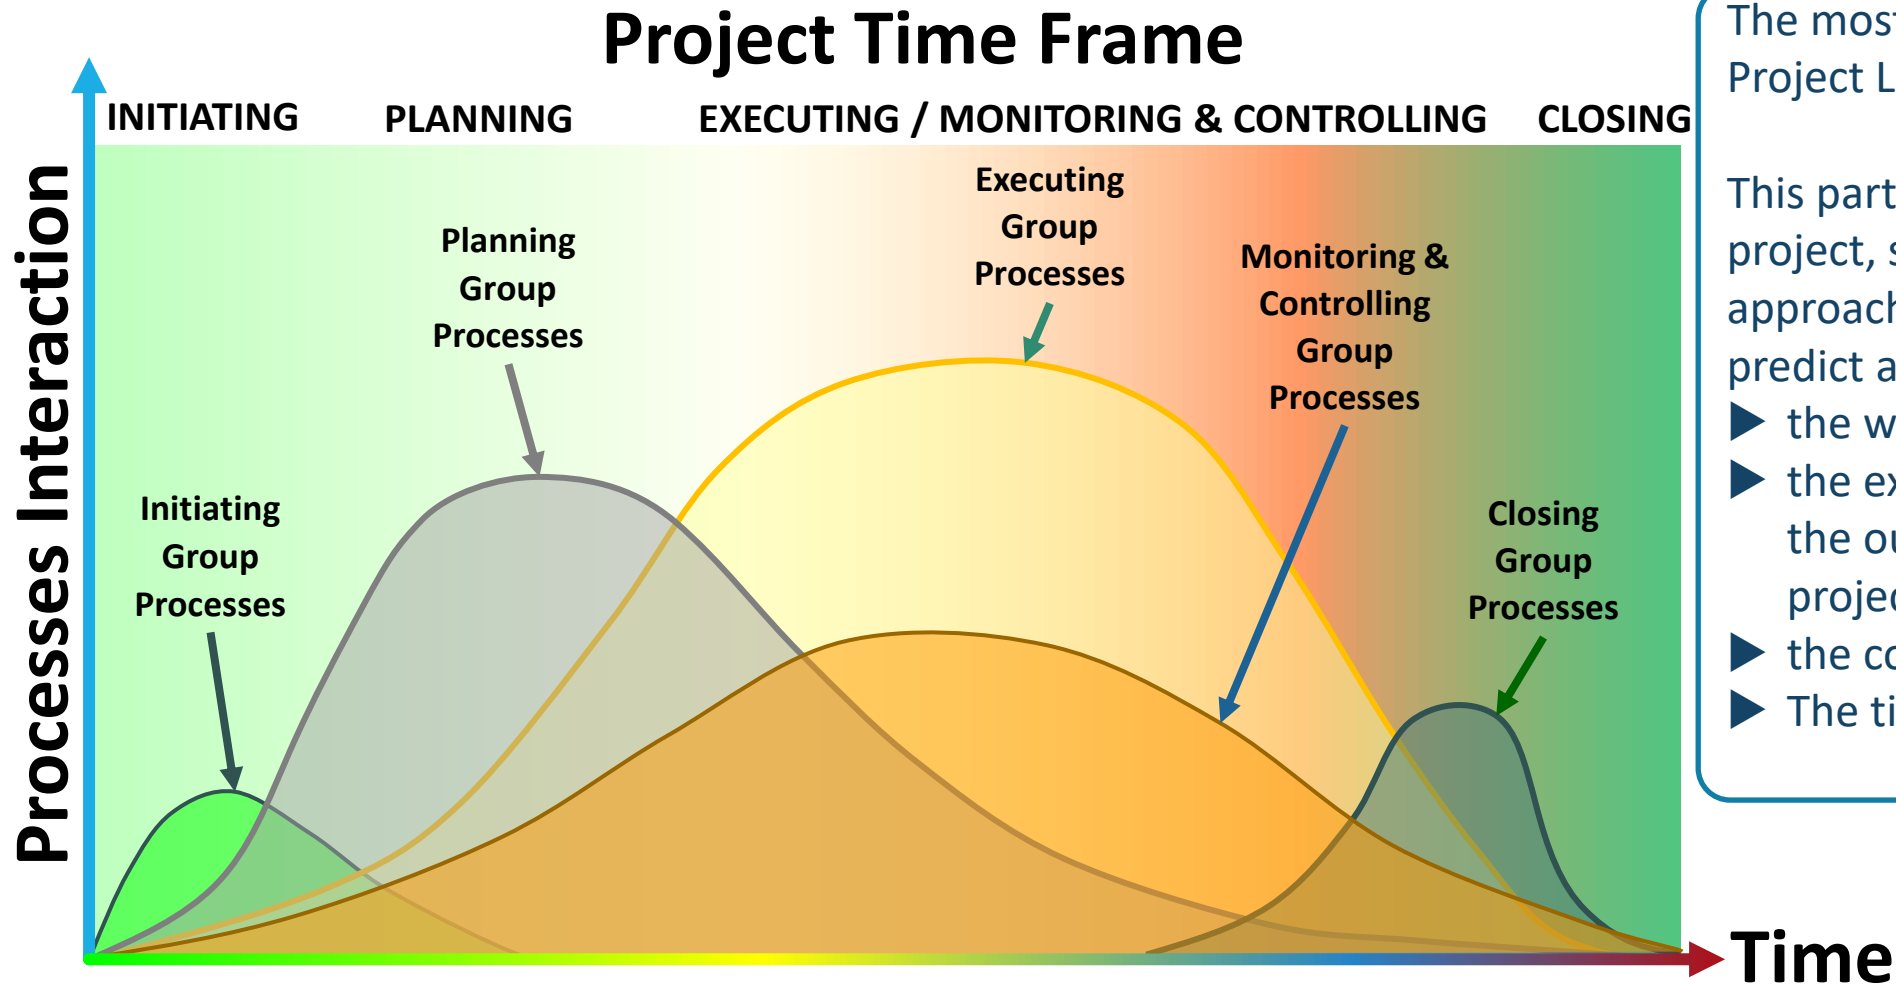 Project Time Frame
INITIATING PLANNING EXECUTING / MONITORING & CONTROLLING CLOSING
Processes Interaction
Initiating
Group
Processes
Planning
Group
Processes
Executing
Group
Processes
Monitoring &
Controlling
Group
Processes
Closing
Group
Processes
Time
The most
Project L
This part
project, s
approach
predict a
the w
the ex
the ou
projec
the co
The ti